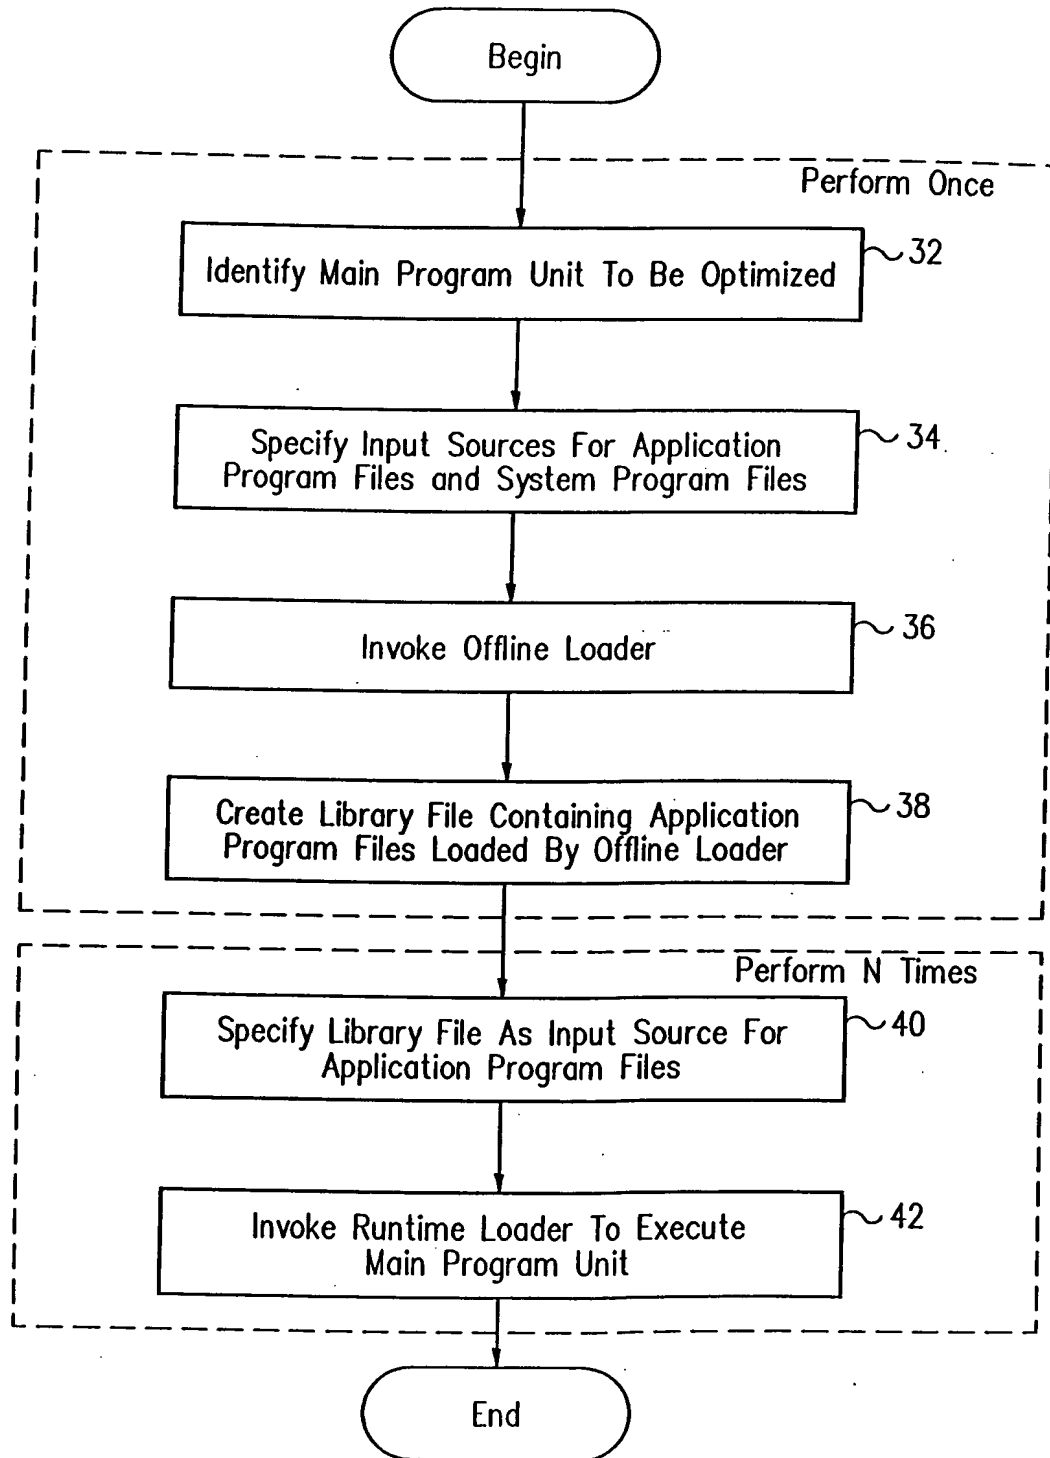 Begin
Perform Once
Identify Main Program Unit To Be Optimized
32
Specify Input Sources For Application
Program Files and System Program Files
34
Invoke Offline Loader
36
Create Library File Containing Application
Program Files Loaded By Offline Loader
38
Perform N Times
Specify Library File As Input Source For
Application Program Files
40
Invoke Runtime Loader To Execute
Main Program Unit
42
End